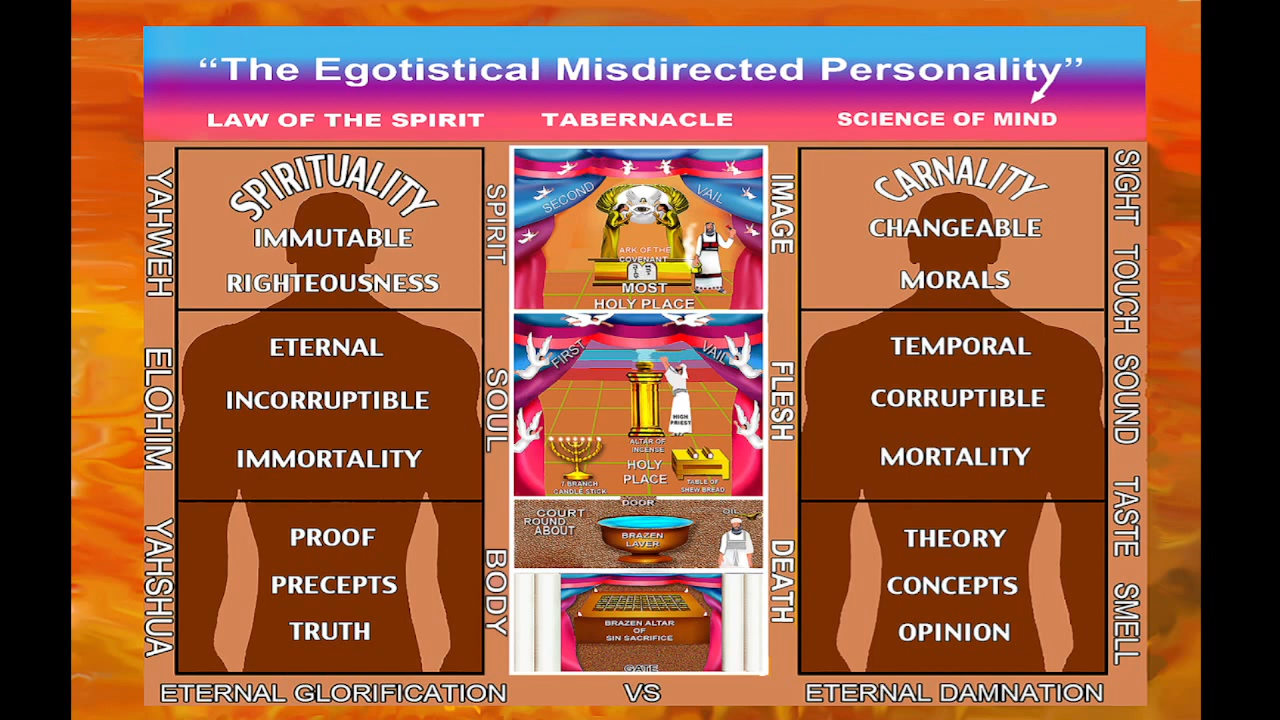 “The Egotistical Misdirected Personality”
LAW OF THE SPIRIT
TABERNACLE
SCIENCE OF MIND
YAHWEH
ELOHIM
YAHSHUA
SPIRITUALITY
IMMUTABLE
RIGHTEOUSNESS
ETERNAL
INCORRUPTIBLE
IMMORTALITY
PROOF
PRECEPTS
TRUTH
SPIRIT
SOUL
BODY
SECOND
VAIL
ARK OF THE
COVENANT
MOST
HOLY PLACE
FIRST
VAIL
HIGH
PRIEST
ALTAR OF
INCENSE
HOLY
PLACE
7 BRANCH
CANDLE STICK
TABLE OF
SHEW BREAD
DOOR
COURT
ROUND
ABOUT
OIL
BRAZEN
LAVER
BRAZEN ALTAR
OF
SIN SACRIFICE
GATE
IMAGE
FLESH
DEATH
CARNALITY
CHANGEABLE
MORALS
TEMPORAL
CORRUPTIBLE
MORTALITY
THEORY
CONCEPTS
OPINION
SIGHT TOUCH SOUND TASTE SMELL
ETERNAL GLORIFICATION
VS
ETERNAL DAMNATION